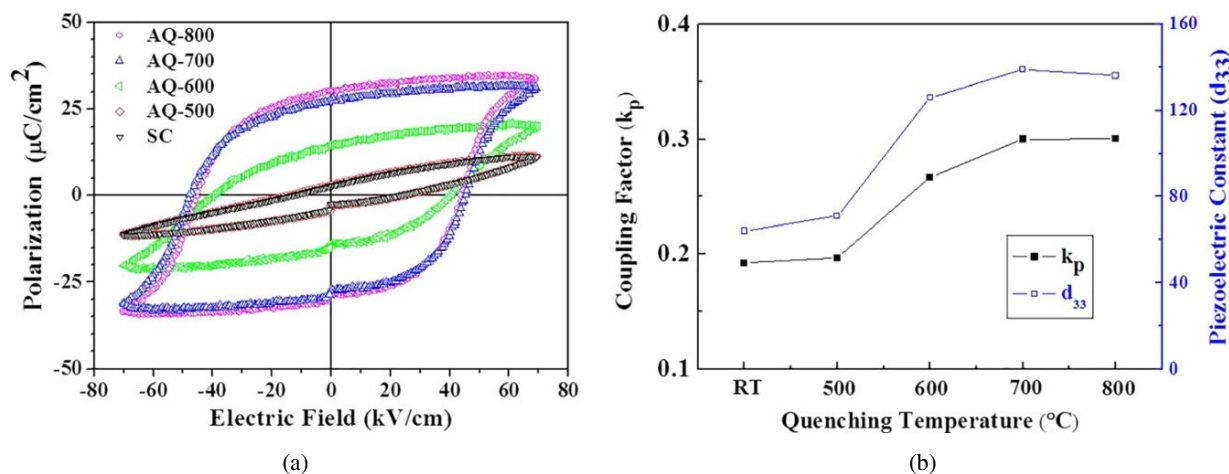 50
25
0
-25
-50
Polarization (µC/cm²)
AQ-800
AQ-700
AQ-600
AQ-500
SC
-80 -60 -40 -20 0 20 40 60 80
Electric Field (kV/cm)
(a)
0.4
0.3
0.2
0.1
Coupling Factor (kp)
160
120
80
40
0
Piezoelectric Constant (d33)
kp
d33
RT 500 600 700 800
Quenching Temperature (°C)
(b)